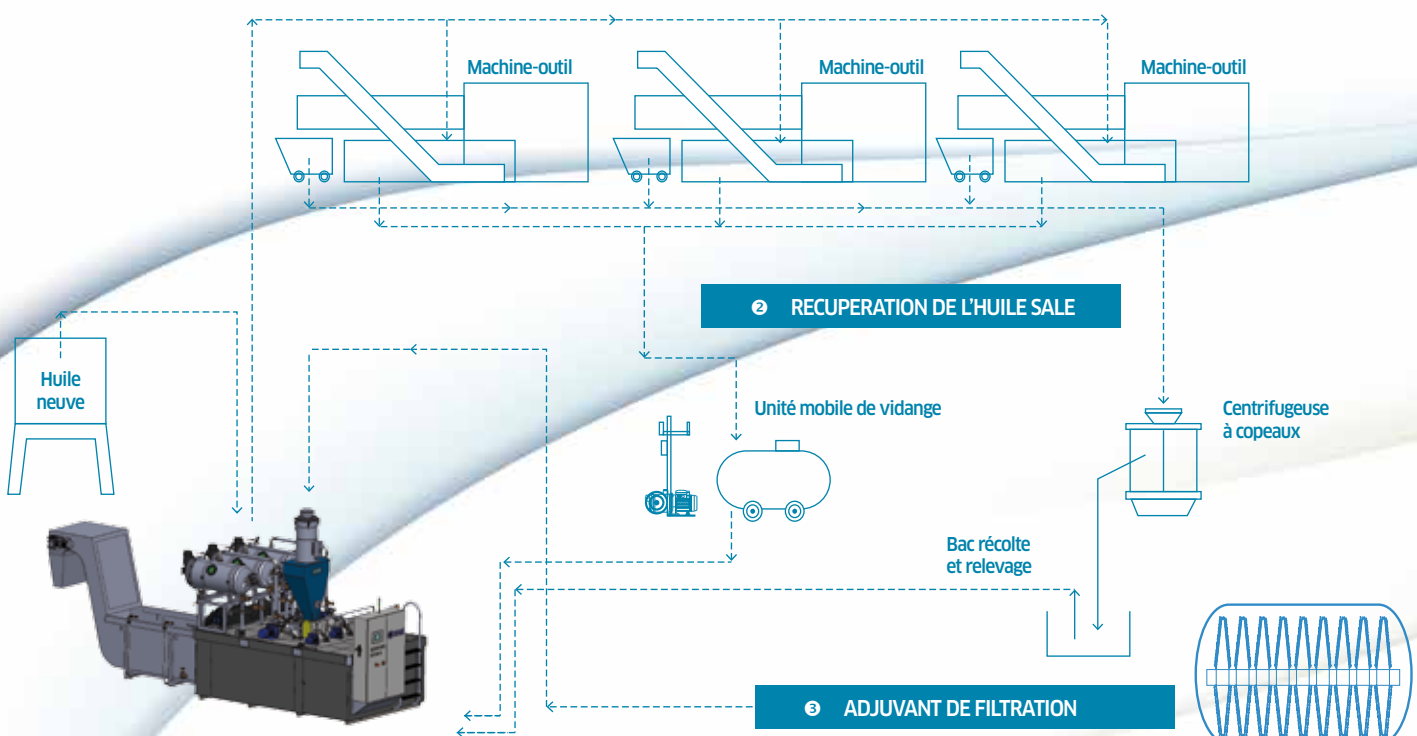 Machine-outil
Machine-outil
Machine-outil
❷ RECUPERATION DE L'HUILE SALE
Huile
neuve
Unité mobile de vidange
Centrifugeuse
à copeaux
Bac récolte
et relevage
❸ ADJUVANT DE FILTRATION